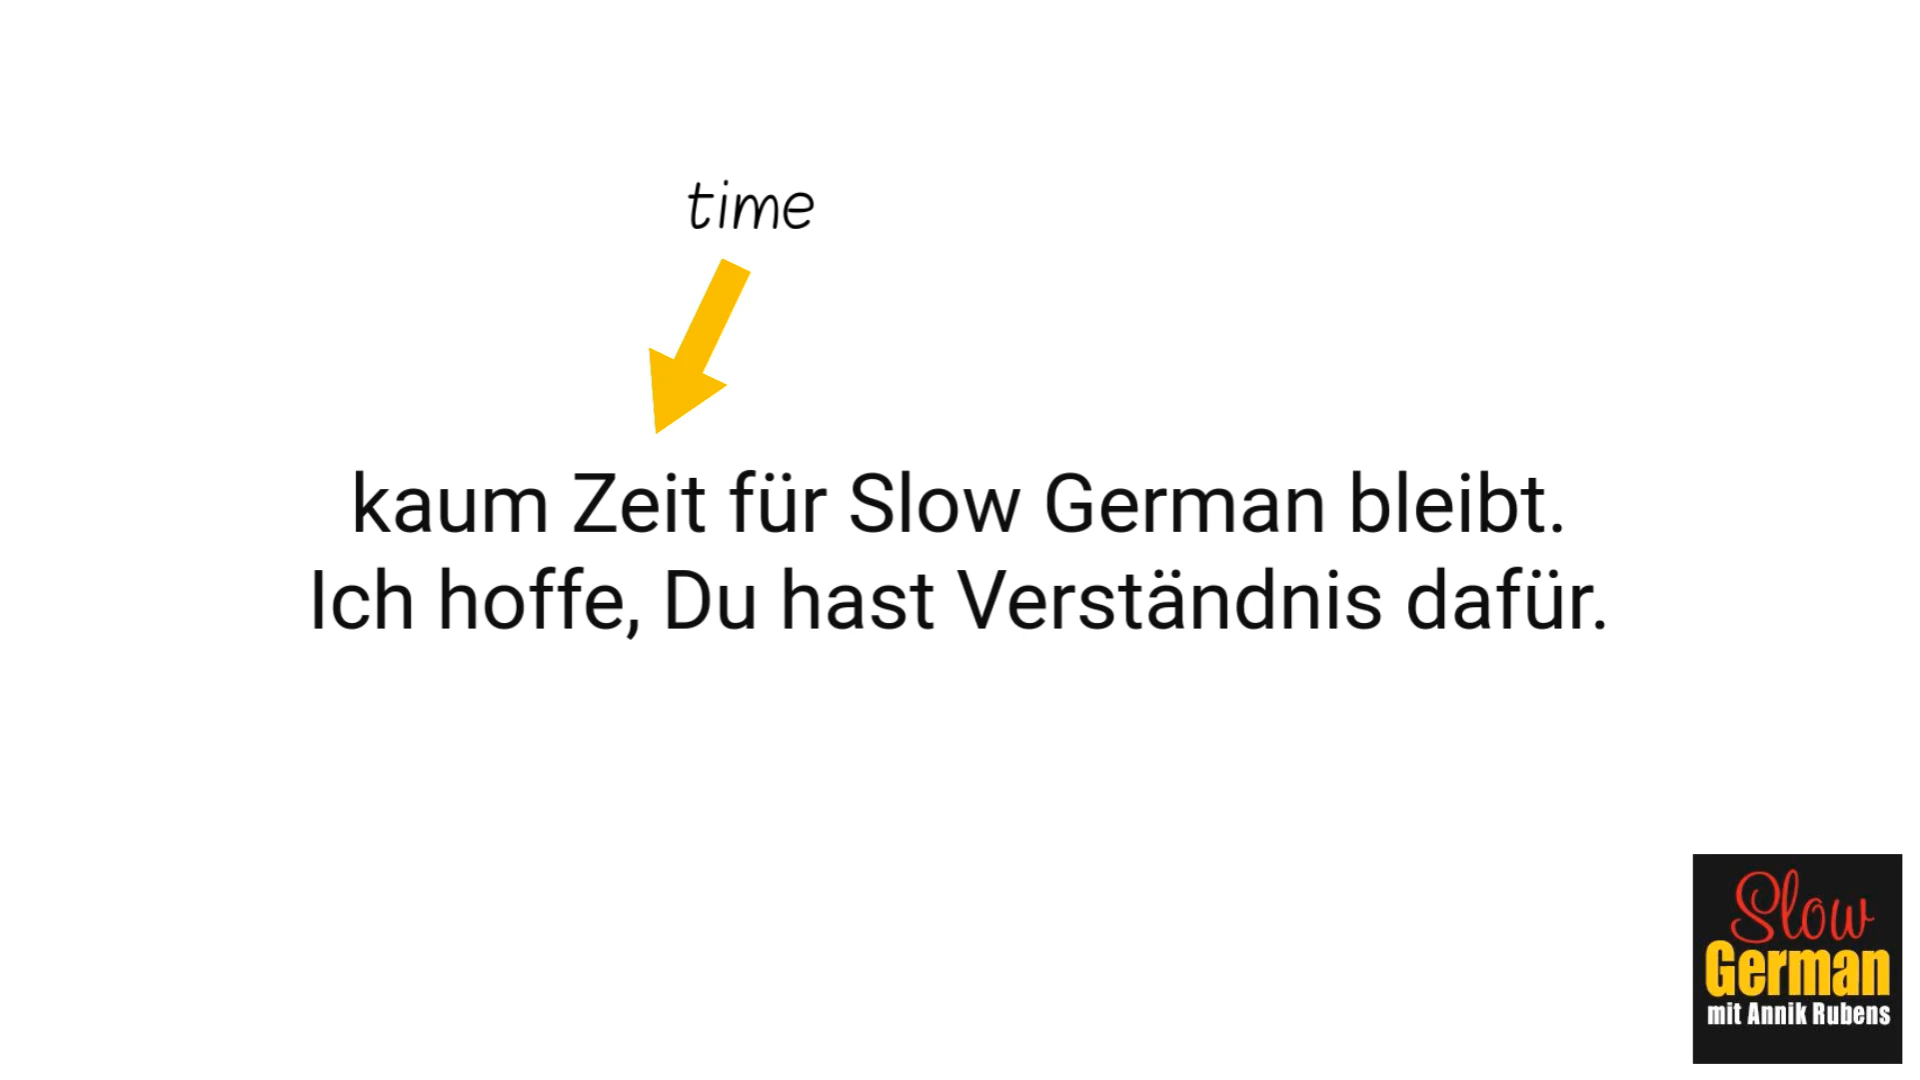 time
kaum Zeit für Slow German bleibt.
Ich hoffe, Du hast Verständnis dafür.
Slow
German
mit Annik Rubens